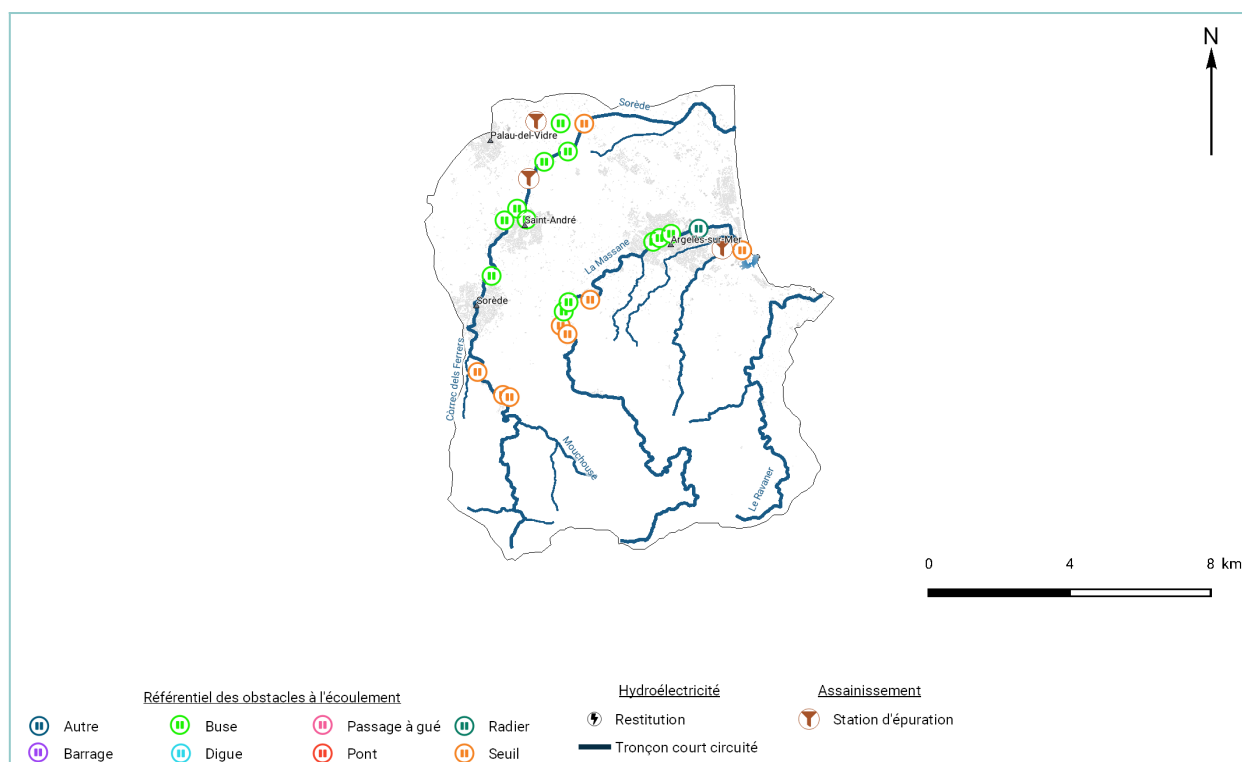 N
Sorède
Palau-del-Vidre
Saint-André
Argelès-sur-Mer
La Massane
Sorède
Còrrec dels Ferrers
Mouchouse
Le Ravaner
0 4 8 km
Référentiel des obstacles à l'écoulement
Autre Buse Passage à gué Radier
Barrage Digue Pont Seuil
Hydroélectricité
Restitution
Tronçon court circuité
Assainissement
Station d'épuration